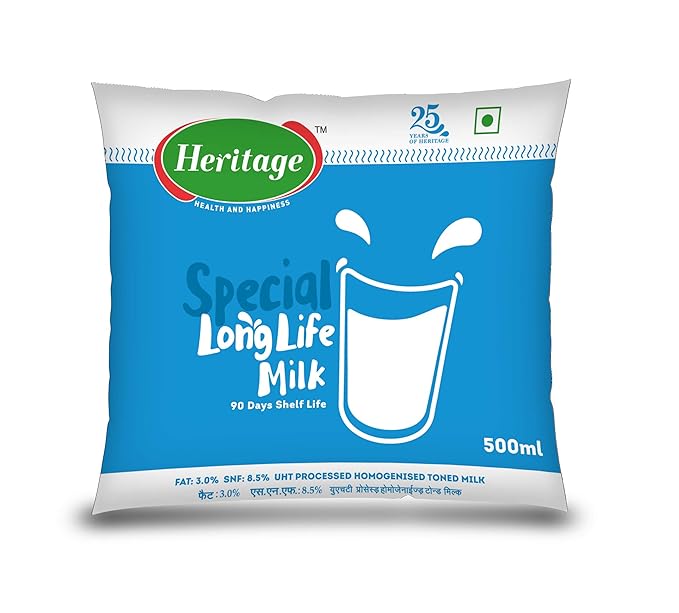 Heritage
TM
HEALTH AND HAPPINESS
25
YEARS
OF HERITAGE
Special
Long Life
Milk
90 Days Shelf Life
500ml
FAT: 3.0% SNF: 8.5% UHT PROCESSED HOMOGENISED TONED MILK
फैट : 3.0% एस.एन.एफ. : 8.5% युएचटी प्रोसेस्ड़ होमोजेनाईज्ड़ टोन्ड मिल्क